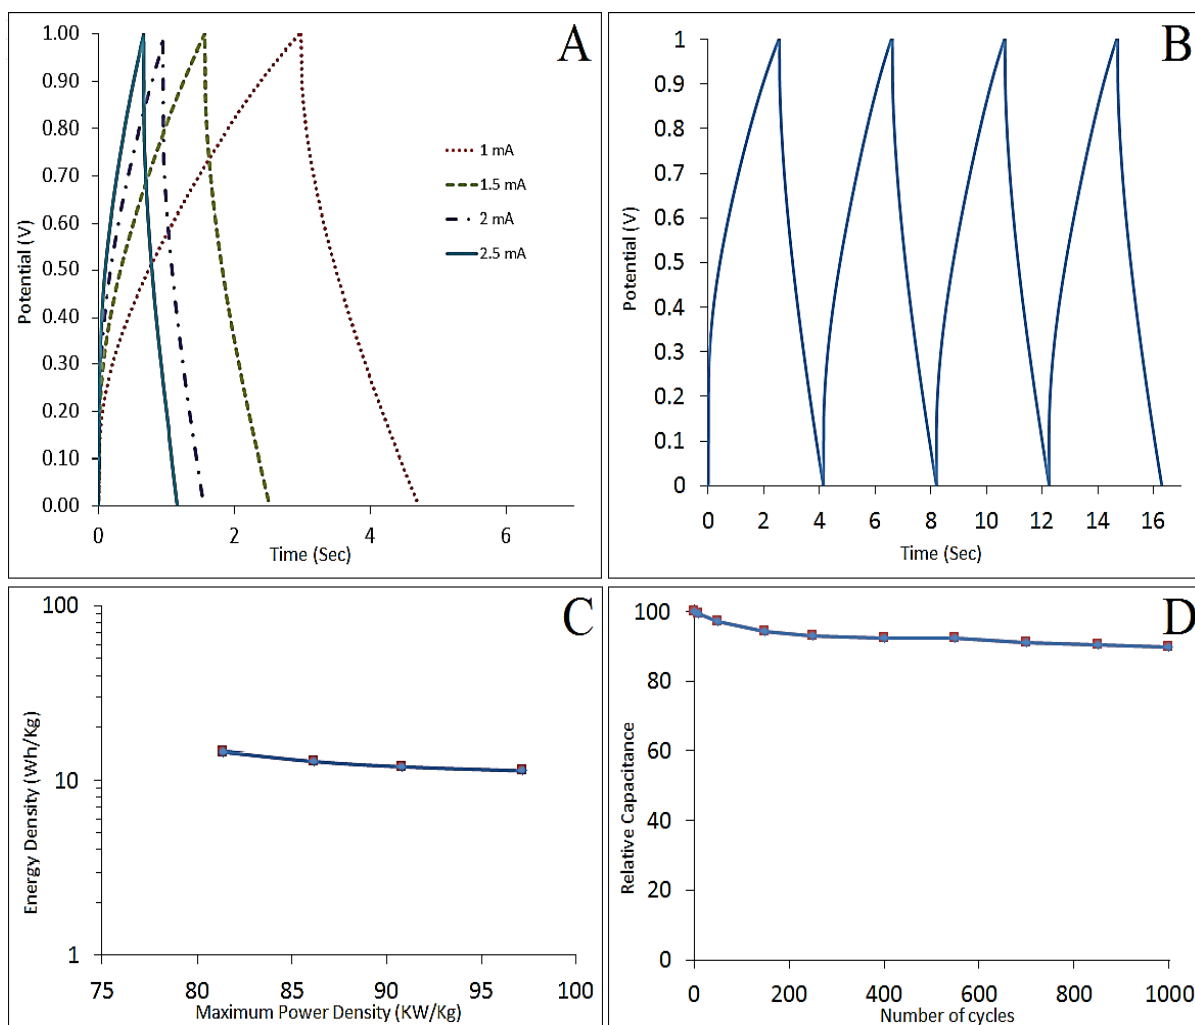 A
1.00
0.90
0.80
0.70
0.60
0.50
0.40
0.30
0.20
0.10
0.00
Potential (V)
1 mA
1.5 mA
2 mA
2.5 mA
0 2 4 6
Time (Sec)
B
1
0.9
0.8
0.7
0.6
0.5
0.4
0.3
0.2
0.1
0
Potential (V)
0 2 4 6 8 10 12 14 16
Time (Sec)
C
100
10
1
Energy Density (Wh/Kg)
75 80 85 90 95 100
Maximum Power Density (KW/Kg)
D
100
80
60
40
20
0
Relative Capacitance
0 200 400 600 800 1000
Number of cycles